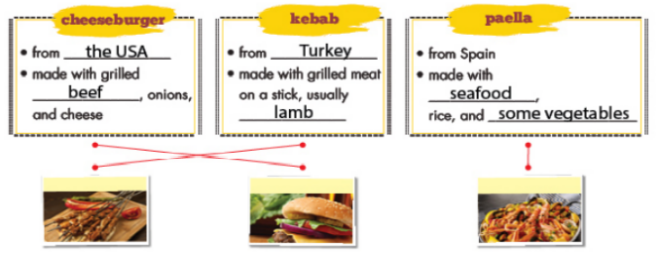 cheeseburger
• from the USA
• made with grilled
beef, onions,
and cheese
kebab
• from Turkey
• made with grilled meat
on a stick, usually
lamb
paella
• from Spain
• made with
seafood,
rice, and some vegetables